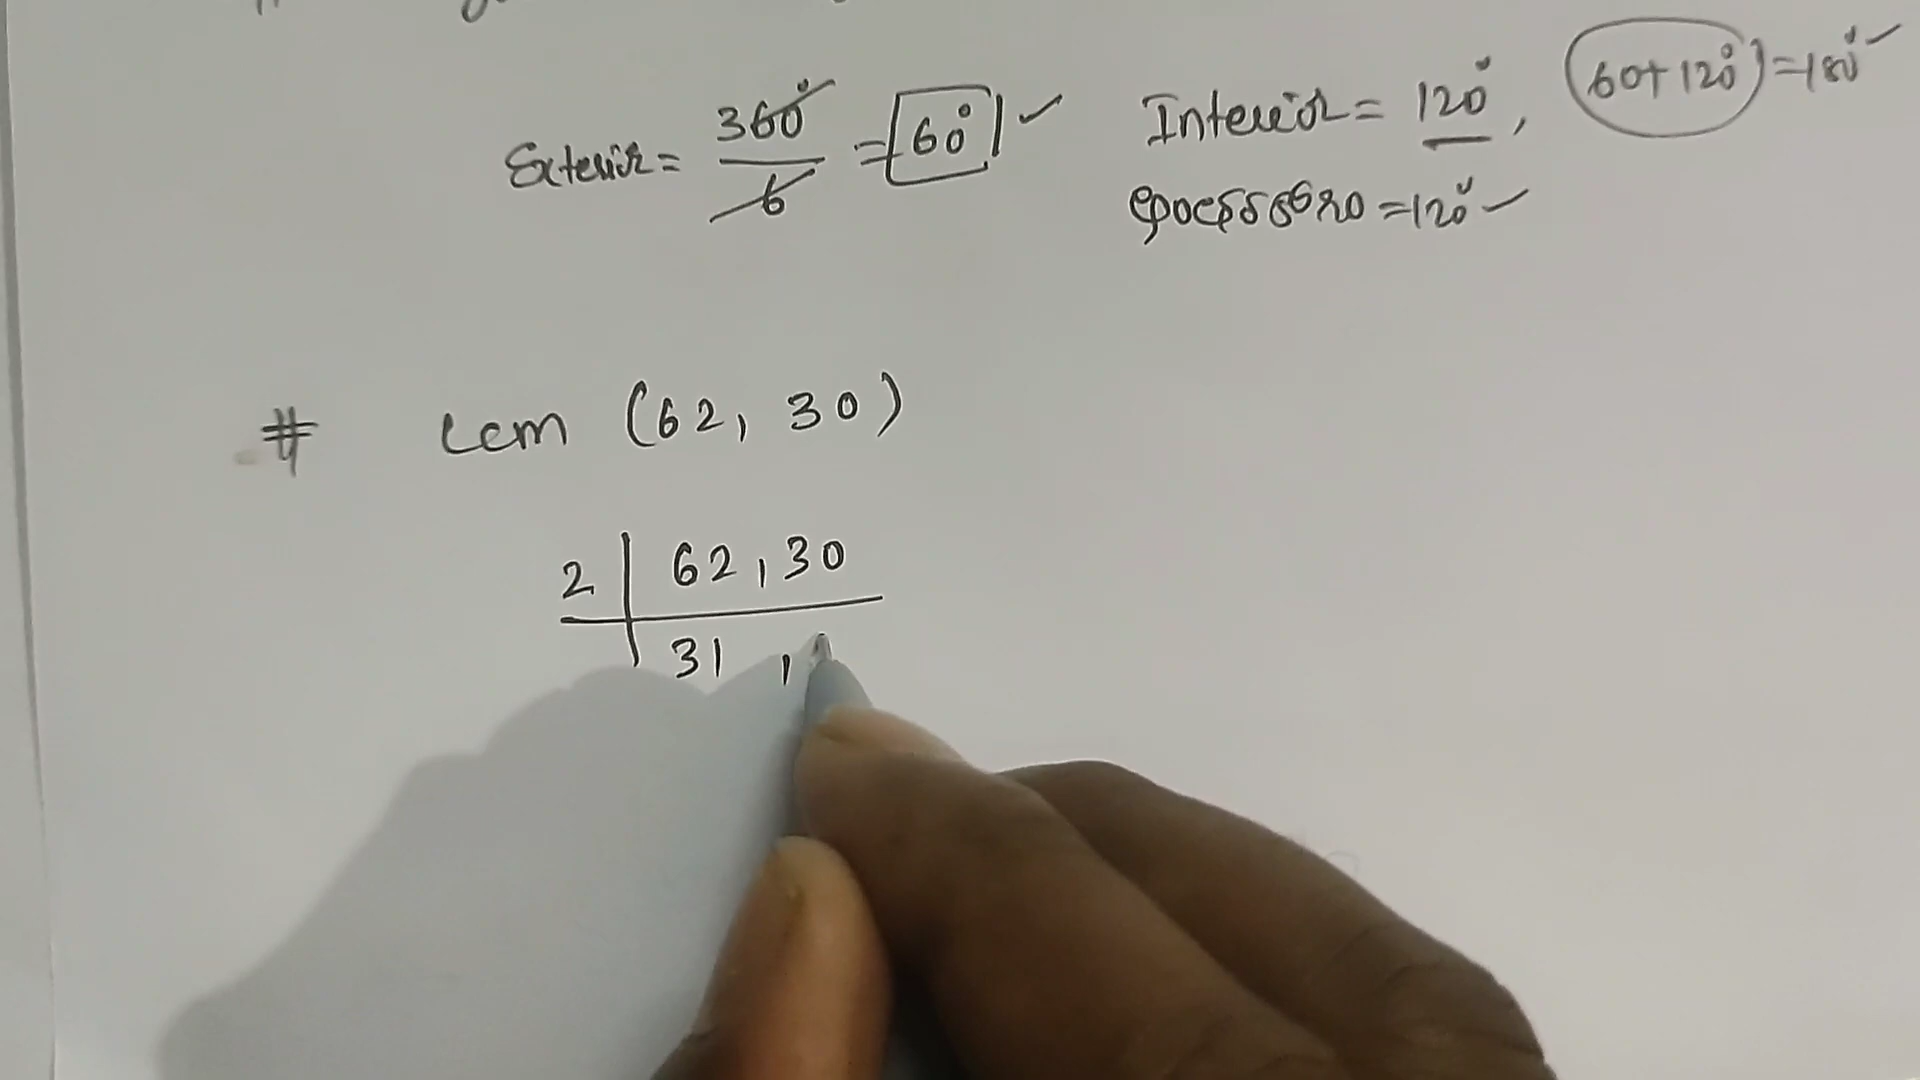 Exterior = 360° / 6 = 60° ✓
Interior = 120°, 60+120° = 180° ✓
= 120° ✓
# Lcm (62, 30)
2 | 62, 30
31 ,